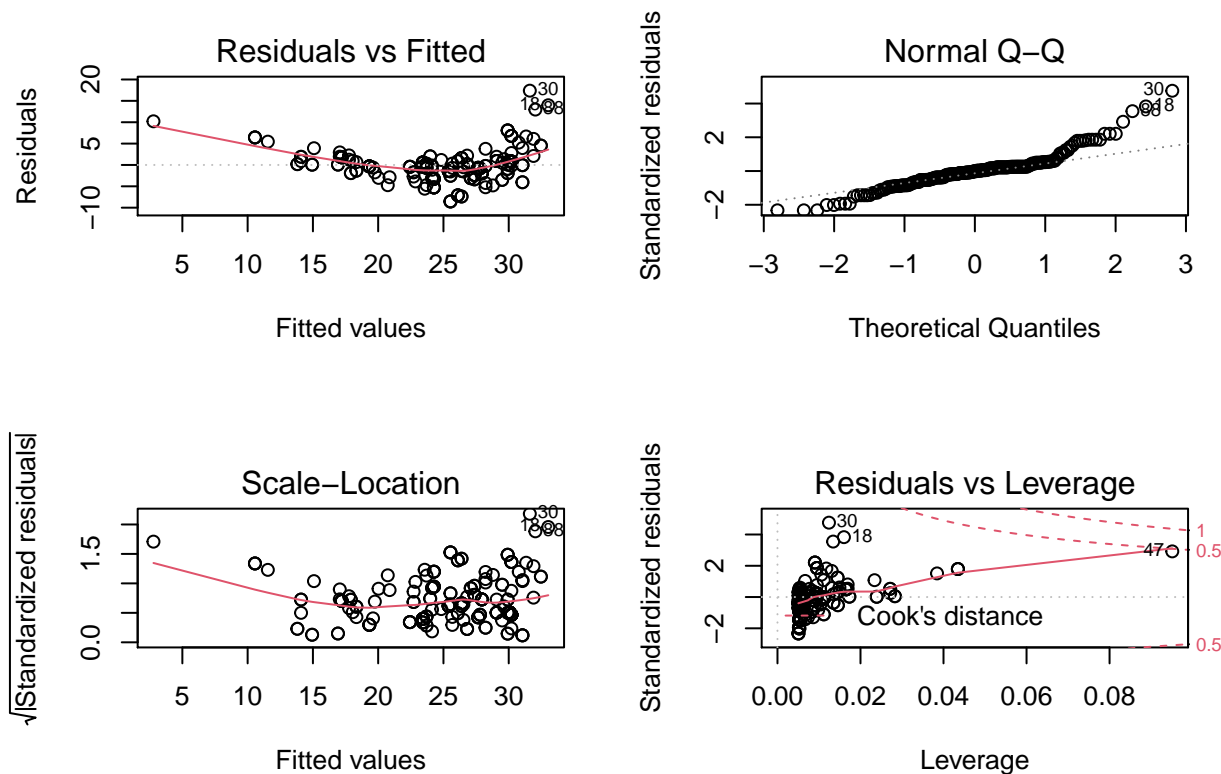 Residuals vs Fitted
Residuals
20
5
−10
30
18
5 10 15 20 25 30
Fitted values
Normal Q−Q
Standardized residuals
2
−2
30
18
−3 −2 −1 0 1 2 3
Theoretical Quantiles
Scale−Location
√|Standardized residuals|
1.5
0.0
30
18
5 10 15 20 25 30
Fitted values
Residuals vs Leverage
Standardized residuals
2
−2
30
18
47
1
0.5
0.5
Cook's distance
0.00 0.02 0.04 0.06 0.08
Leverage